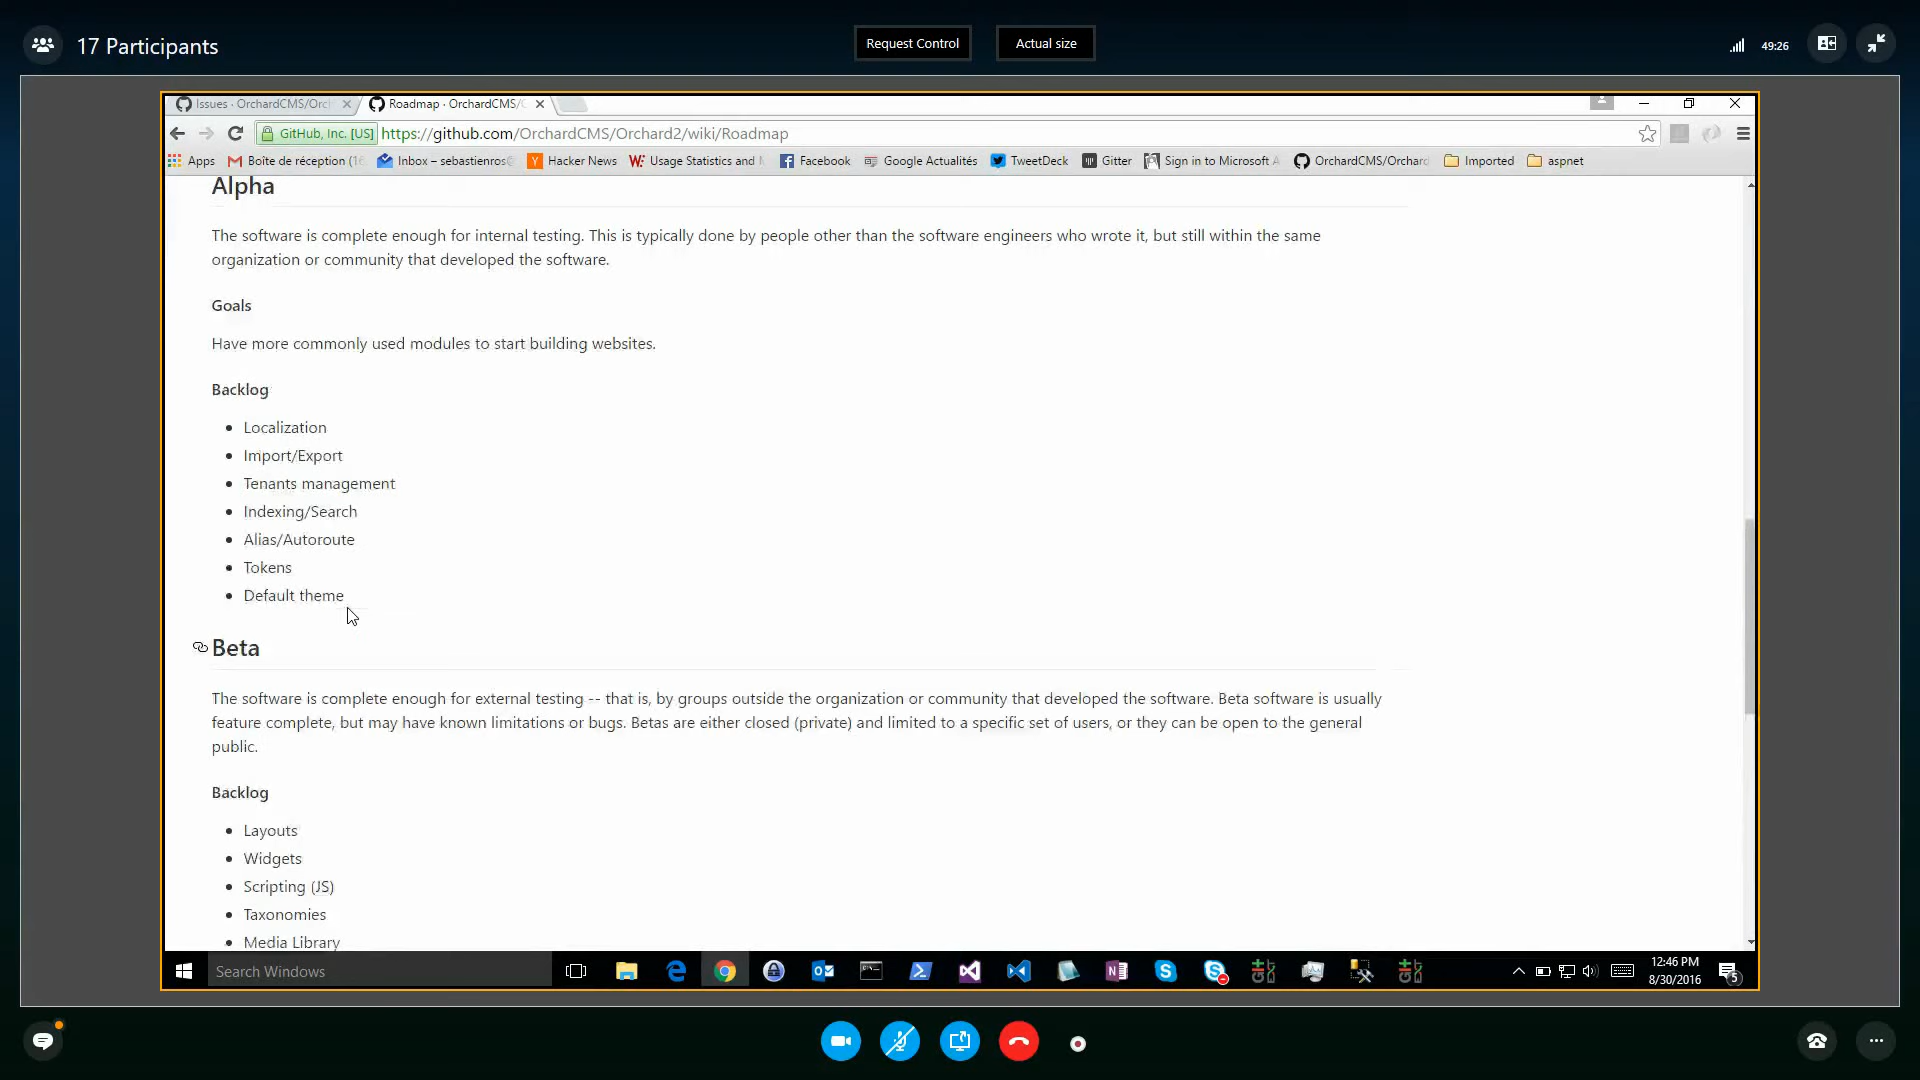 17 Participants
Request Control
Actual size
49:26
Issues · OrchardCMS/Orc
Roadmap · OrchardCMS/
GitHub, Inc. [US]
https://github.com/OrchardCMS/Orchard2/wiki/Roadmap
Apps
Boîte de réception (1
Inbox – sebastienros
Hacker News
Usage Statistics and
Facebook
Google Actualités
TweetDeck
Gitter
Sign in to Microsoft A
OrchardCMS/Orchard
Imported
aspnet
Alpha
The software is complete enough for internal testing. This is typically done by people other than the software engineers who wrote it, but still within the same
organization or community that developed the software.
Goals
Have more commonly used modules to start building websites.
Backlog
Localization
Import/Export
Tenants management
Indexing/Search
Alias/Autoroute
Tokens
Default theme
Beta
The software is complete enough for external testing -- that is, by groups outside the organization or community that developed the software. Beta software is usually
feature complete, but may have known limitations or bugs. Betas are either closed (private) and limited to a specific set of users, or they can be open to the general
public.
Backlog
Layouts
Widgets
Scripting (JS)
Taxonomies
Media Library
Search Windows
12:46 PM
8/30/2016
5